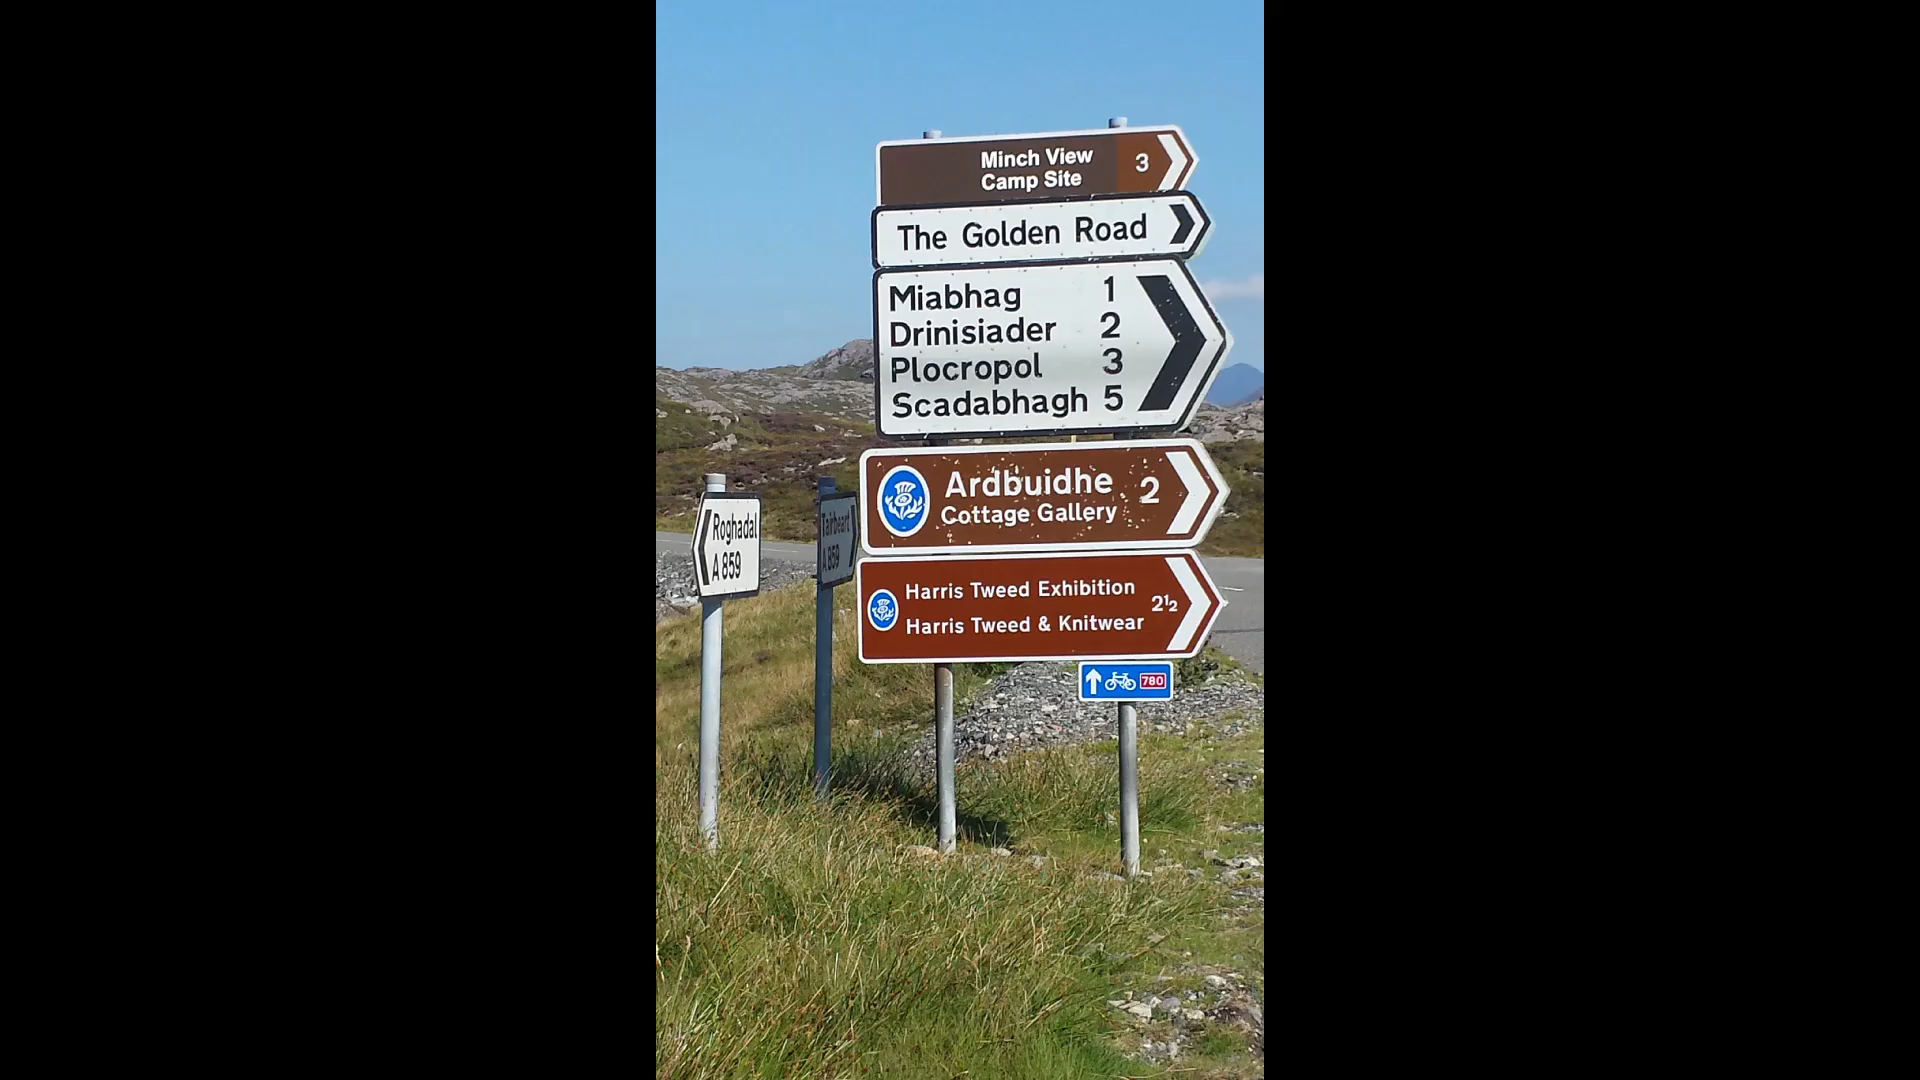 Minch View
Camp Site 3
The Golden Road
Miabhag 1
Drinisiader 2
Plocropol 3
Scadabhagh 5
Ardbuidhe 2
Cottage Gallery
Harris Tweed Exhibition
2½
Harris Tweed & Knitwear
780
Roghadal
A 859
Tairbeart
A 859